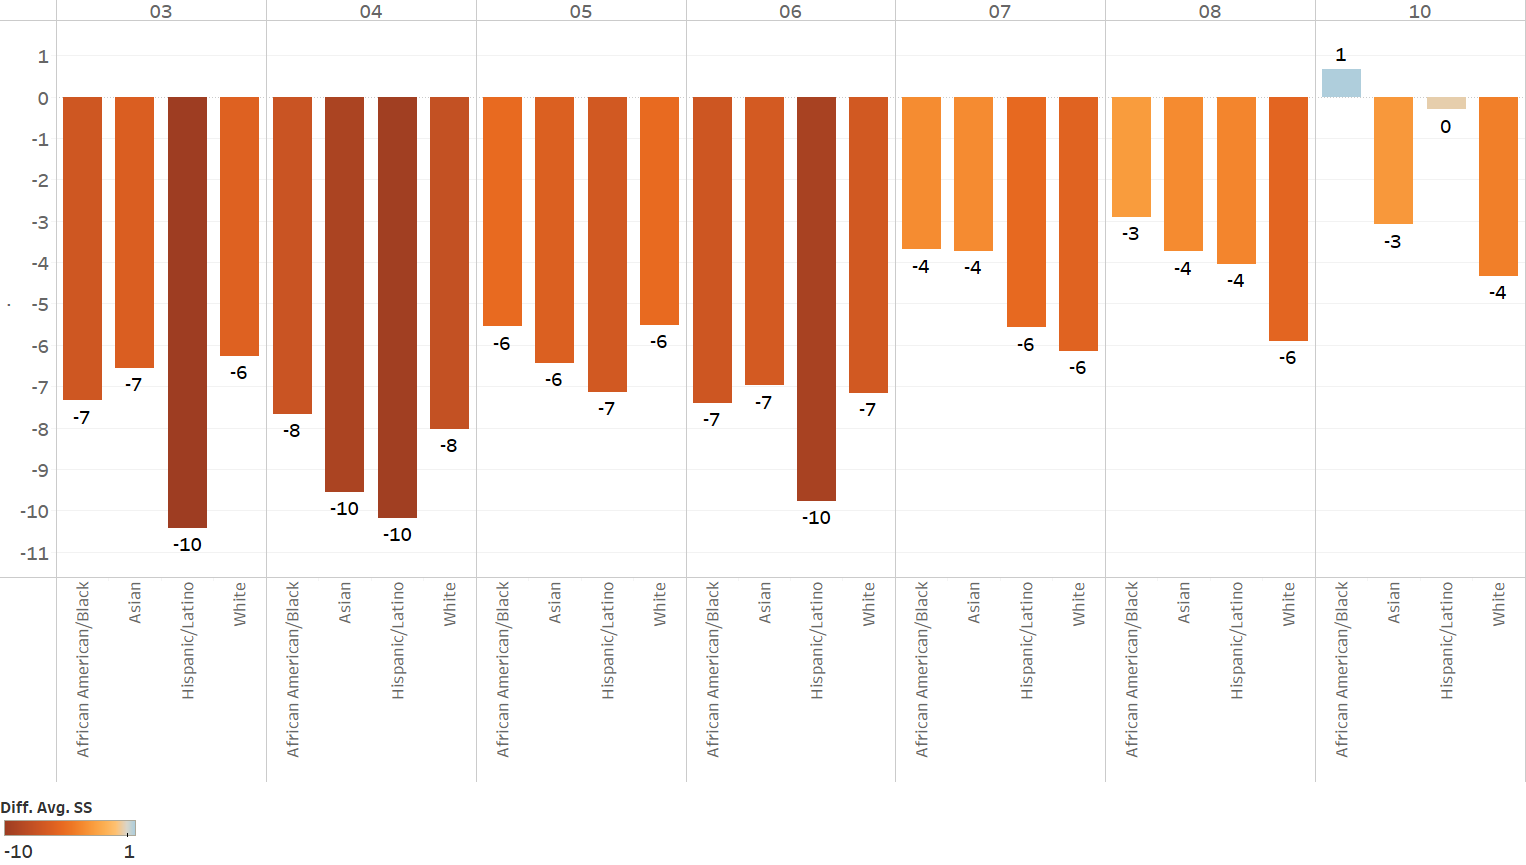 03 04 05 06 07 08 10
1
0
-1
-2
-3
-4
-5
-6
-7
-8
-9
-10
-11
-7 -7 -10 -6
-8 -10 -10 -8
-6 -6 -7 -6
-7 -7 -10 -7
-4 -4 -6 -6
-3 -4 -4 -6
1 -3 0 -4
African American/Black
Asian
Hispanic/Latino
White
African American/Black
Asian
Hispanic/Latino
White
African American/Black
Asian
Hispanic/Latino
White
African American/Black
Asian
Hispanic/Latino
White
African American/Black
Asian
Hispanic/Latino
White
African American/Black
Asian
Hispanic/Latino
White
African American/Black
Asian
Hispanic/Latino
White
Diff. Avg. SS
-10 1